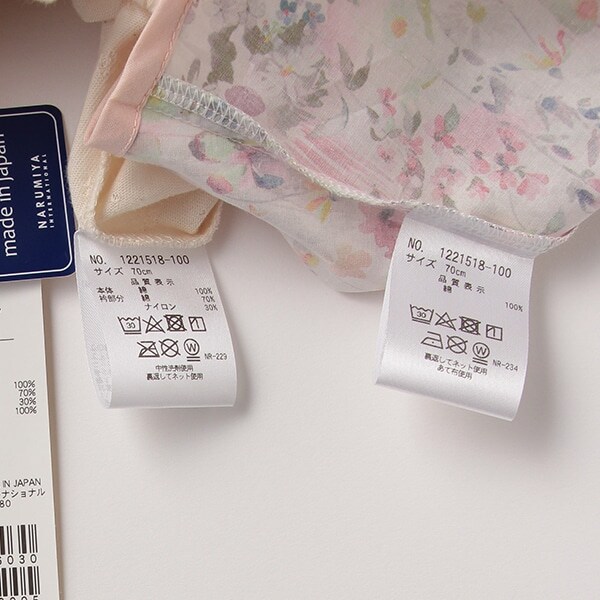 made in japan
NARUMIYA
INTERNATIONAL
NO. 1221518-100
サイズ 70cm
品質表示
本体 綿 100%
衿部分 綿 70%
ナイロン 30%
30
NR-229
中性洗剤使用
裏返してネット使用
NO. 1221518-100
サイズ 70cm
品質表示
綿 100%
30
NR-234
裏返してネット使用
あて布使用
100%
70%
30%
100%
IN JAPAN
ナショナル
80
6030